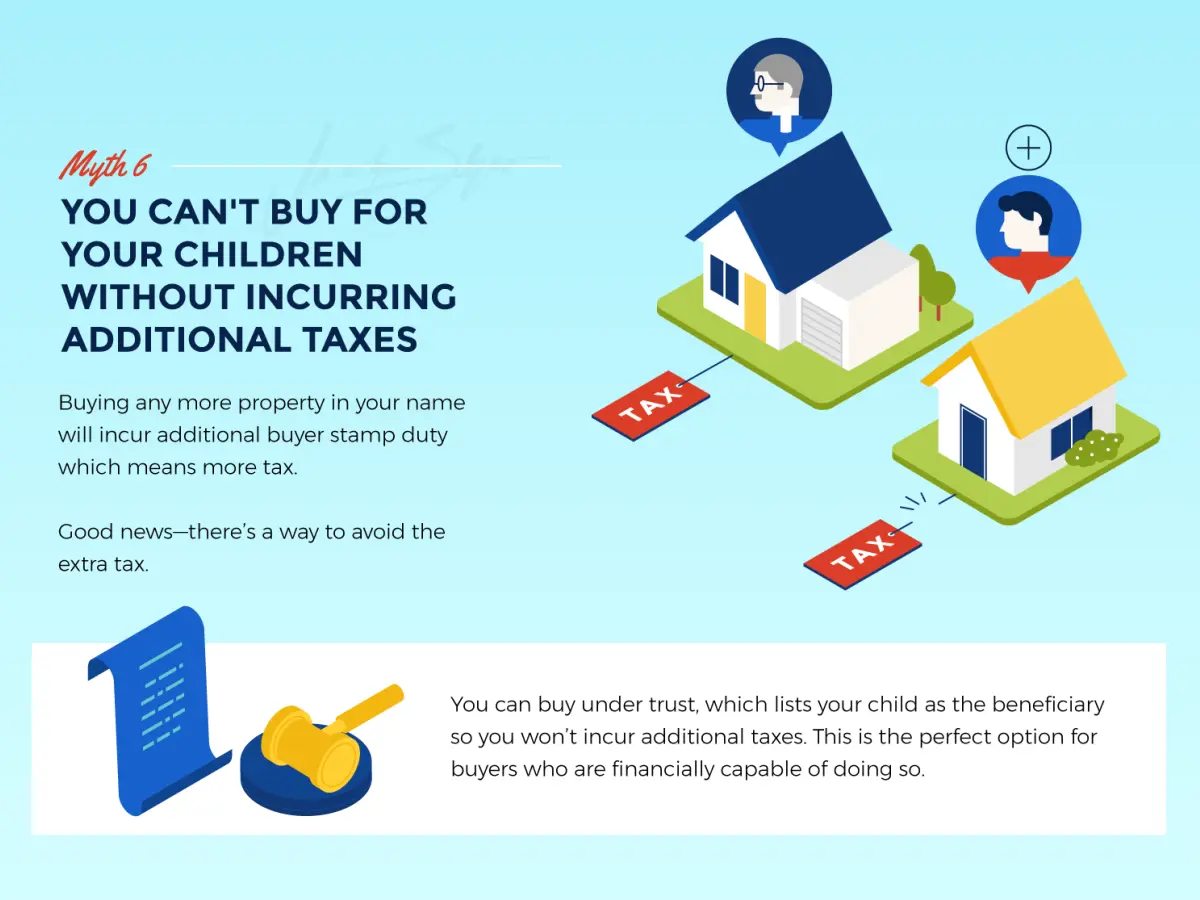 Myth 6
YOU CAN'T BUY FOR
YOUR CHILDREN
WITHOUT INCURRING
ADDITIONAL TAXES
Buying any more property in your name
will incur additional buyer stamp duty
which means more tax.
Good news—there’s a way to avoid the
extra tax.
TAX
TAX
You can buy under trust, which lists your child as the beneficiary
so you won’t incur additional taxes. This is the perfect option for
buyers who are financially capable of doing so.